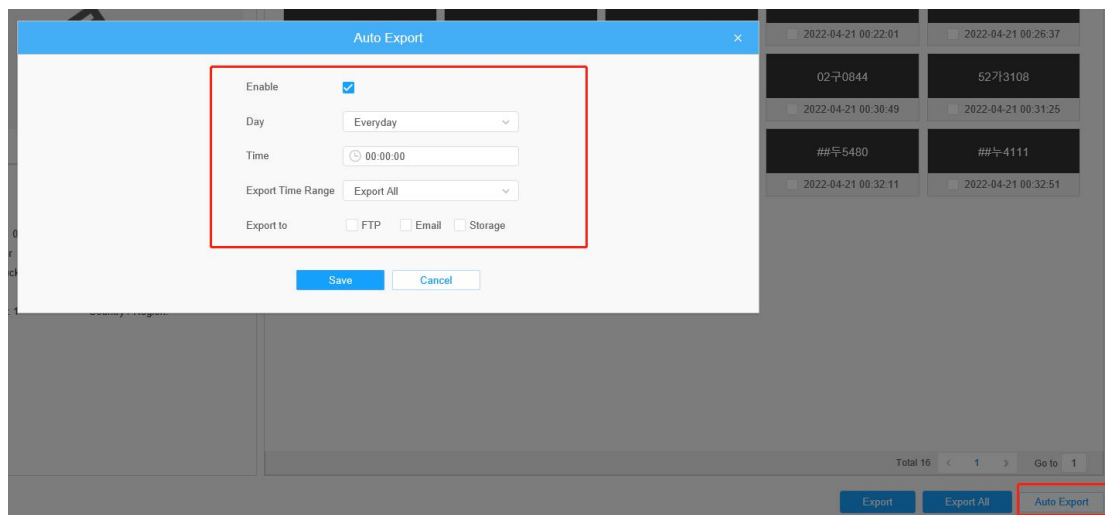 Auto Export
Enable
Day Everyday
Time 00:00:00
Export Time Range Export All
Export to FTP Email Storage
Save Cancel
2022-04-21 00:22:01 2022-04-21 00:26:37
02구0844 52가3108
2022-04-21 00:30:49 2022-04-21 00:31:25
##두5480 ##누4111
2022-04-21 00:32:11 2022-04-21 00:32:51
Total 16 < 1 > Go to 1
Export Export All Auto Export